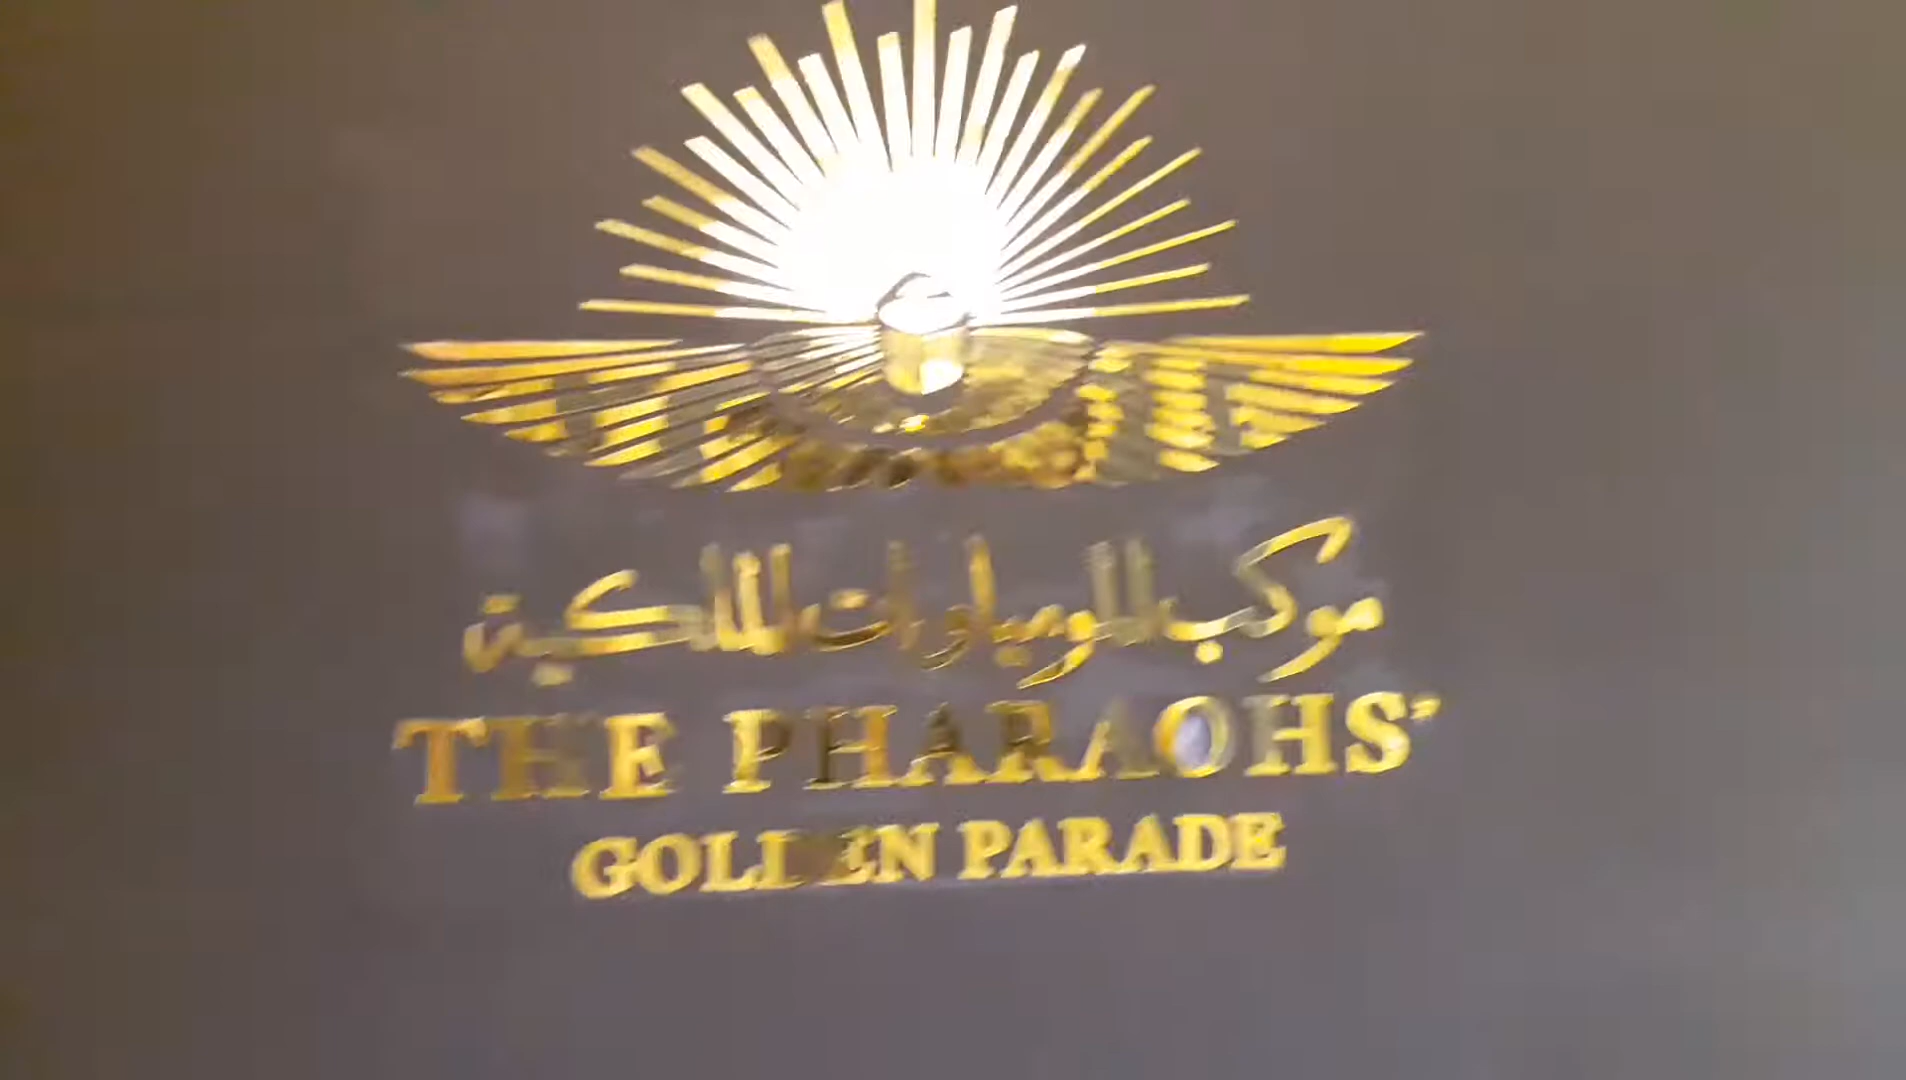 موكب المومياوات الملكية
THE PHARAOHS'
GOLDEN PARADE